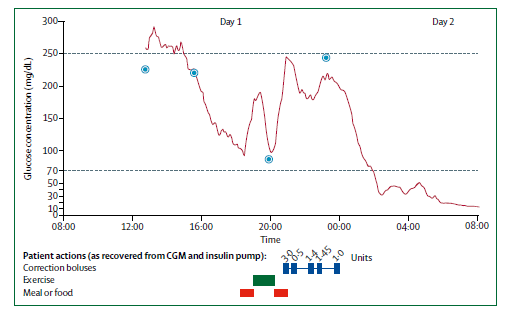 Day 1 Day 2
300
250
200
150
100
70
50
30
10
0
Glucose concentration (mg/dL)
08:00 12:00 16:00 20:00 00:00 04:00 08:00
Time
Patient actions (as recovered from CGM and insulin pump):
3·0 0·5 1·4 1·45 1·0 Units
Correction boluses
Exercise
Meal or food